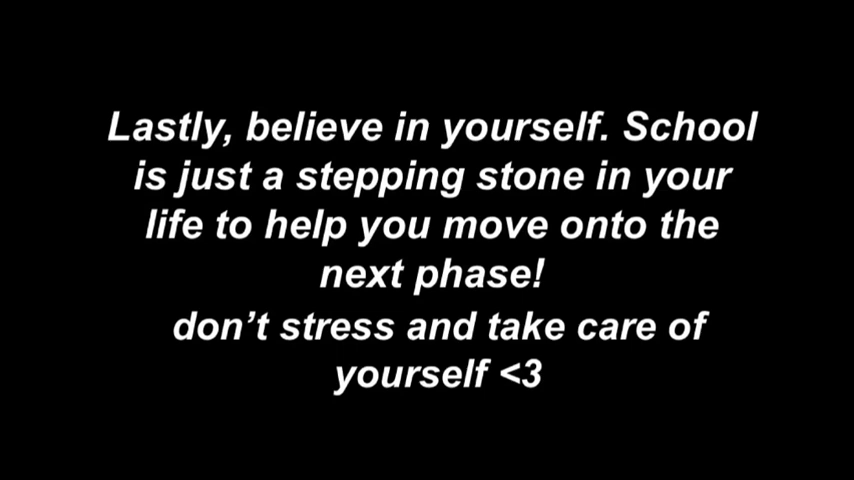 Lastly, believe in yourself. School
is just a stepping stone in your
life to help you move onto the
next phase!
don’t stress and take care of
yourself <3